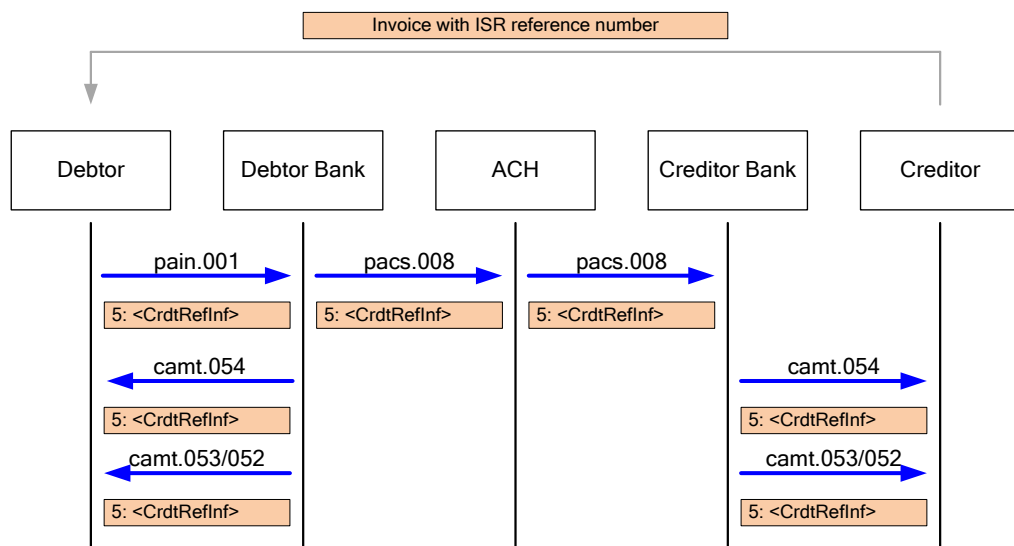 Invoice with ISR reference number
Debtor
Debtor Bank
ACH
Creditor Bank
Creditor
pain.001
pacs.008
pacs.008
5: <CrdtRefInf>
5: <CrdtRefInf>
5: <CrdtRefInf>
camt.054
camt.054
5: <CrdtRefInf>
5: <CrdtRefInf>
camt.053/052
camt.053/052
5: <CrdtRefInf>
5: <CrdtRefInf>